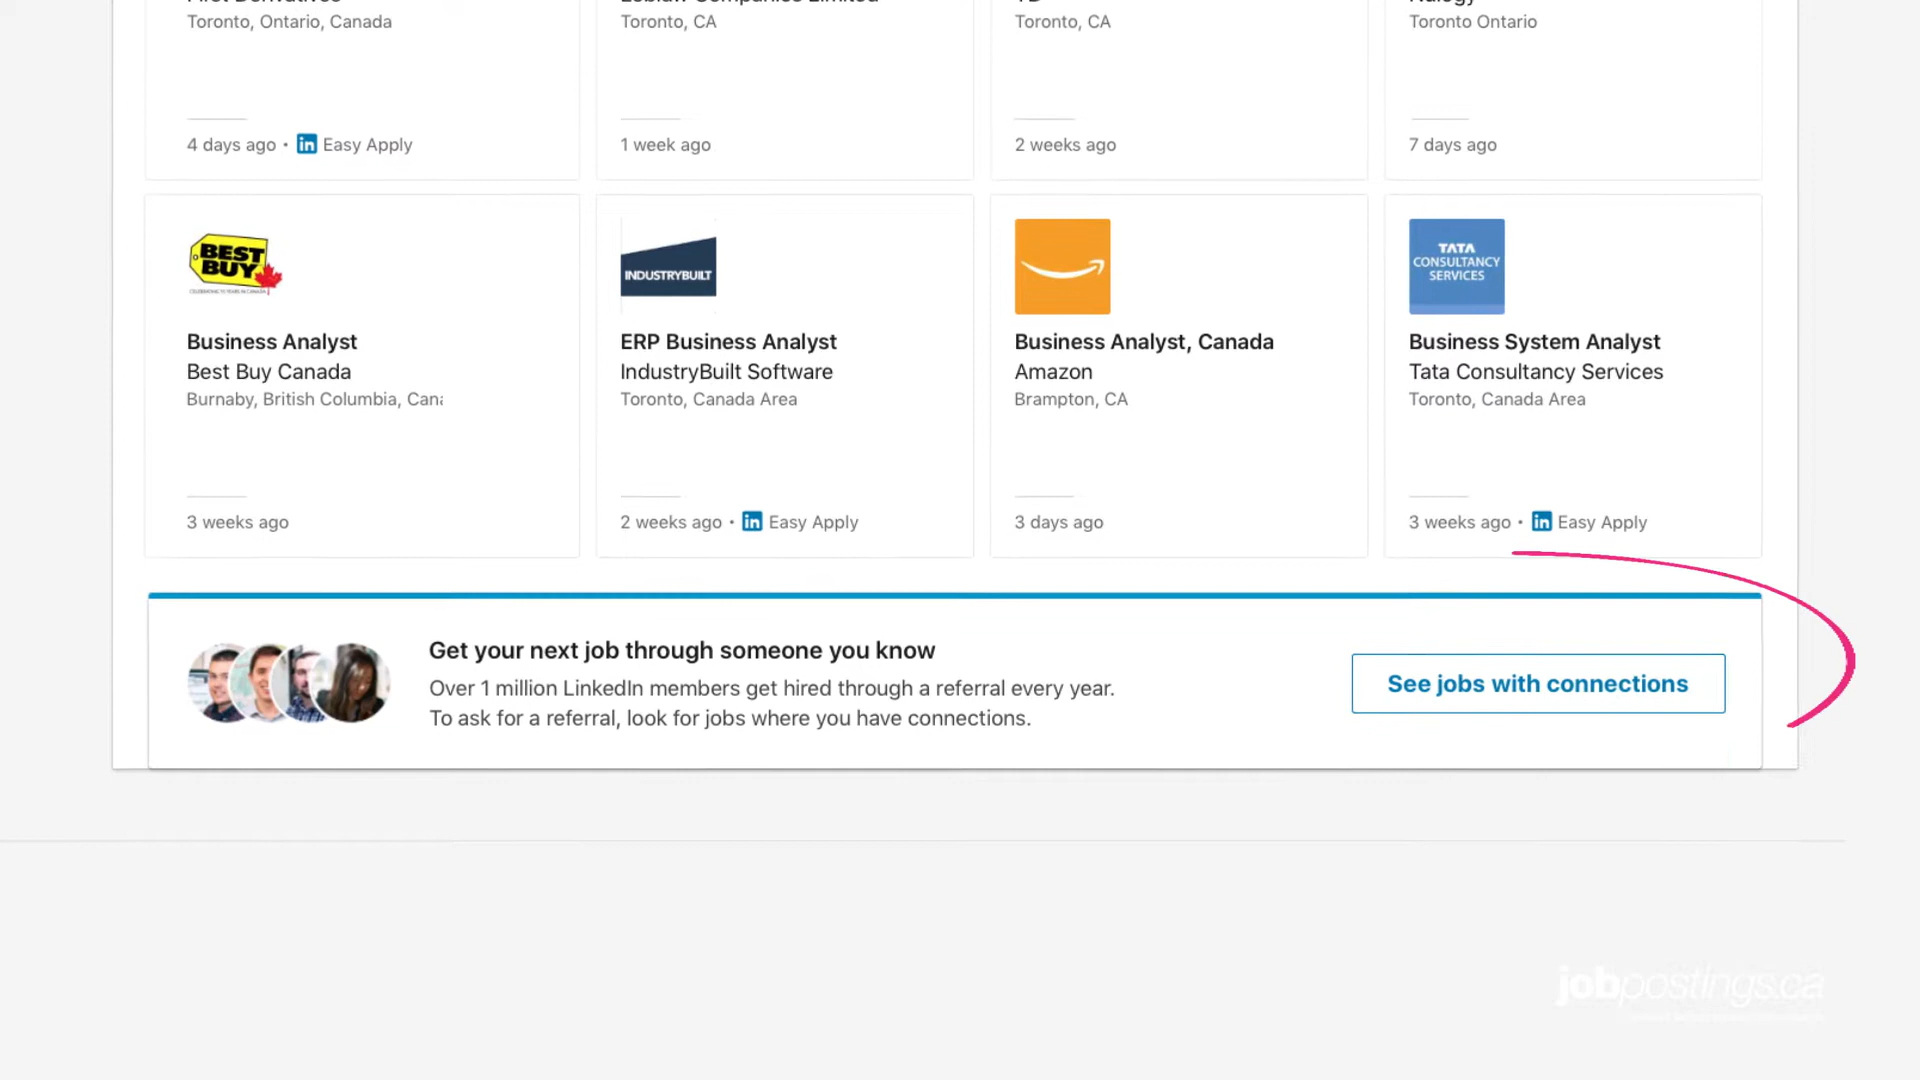 Toronto, Ontario, Canada
Toronto, CA
Toronto, CA
Toronto Ontario
4 days ago • in Easy Apply
1 week ago
2 weeks ago
7 days ago
BEST
BUY
INDUSTRYBUILT
TATA
CONSULTANCY
SERVICES
Business Analyst
Best Buy Canada
Burnaby, British Columbia, Can
ERP Business Analyst
IndustryBuilt Software
Toronto, Canada Area
Business Analyst, Canada
Amazon
Brampton, CA
Business System Analyst
Tata Consultancy Services
Toronto, Canada Area
3 weeks ago
2 weeks ago • in Easy Apply
3 days ago
3 weeks ago • in Easy Apply
Get your next job through someone you know
Over 1 million LinkedIn members get hired through a referral every year.
To ask for a referral, look for jobs where you have connections.
See jobs with connections
jobpostings.ca